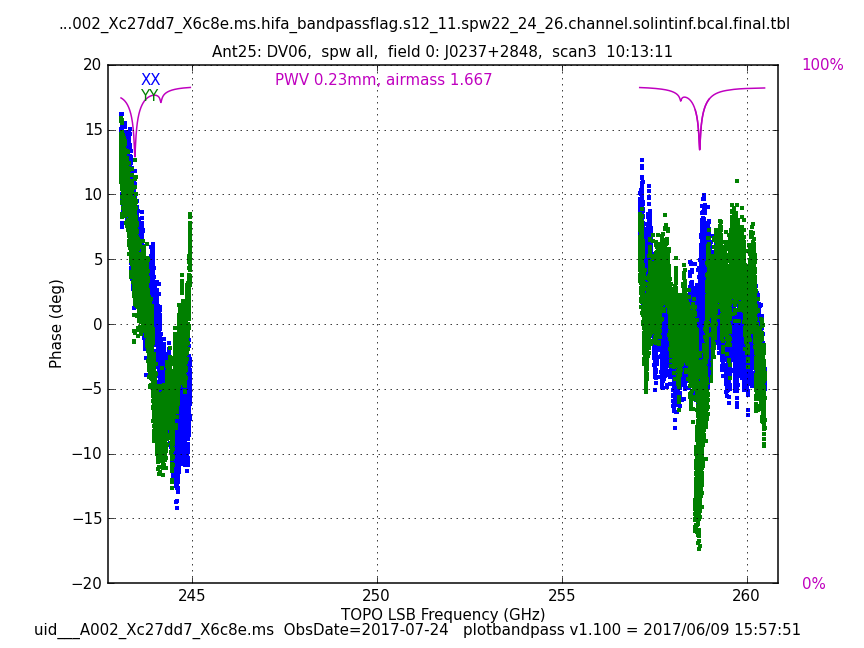 ...002_Xc27dd7_X6c8e.ms.hifa_bandpassflag.s12_11.spw22_24_26.channel.solintinf.bcal.final.tbl
Ant25: DV06,  spw all,  field 0: J0237+2848,  scan3  10:13:11
20
XX
PWV 0.23mm, airmass 1.667
100%
YY
15
10
5
0
Phase (deg)
−5
−10
−15
−20
0%
245
250
255
260
TOPO LSB Frequency (GHz)
uid___A002_Xc27dd7_X6c8e.ms  ObsDate=2017-07-24   plotbandpass v1.100 = 2017/06/09 15:57:51